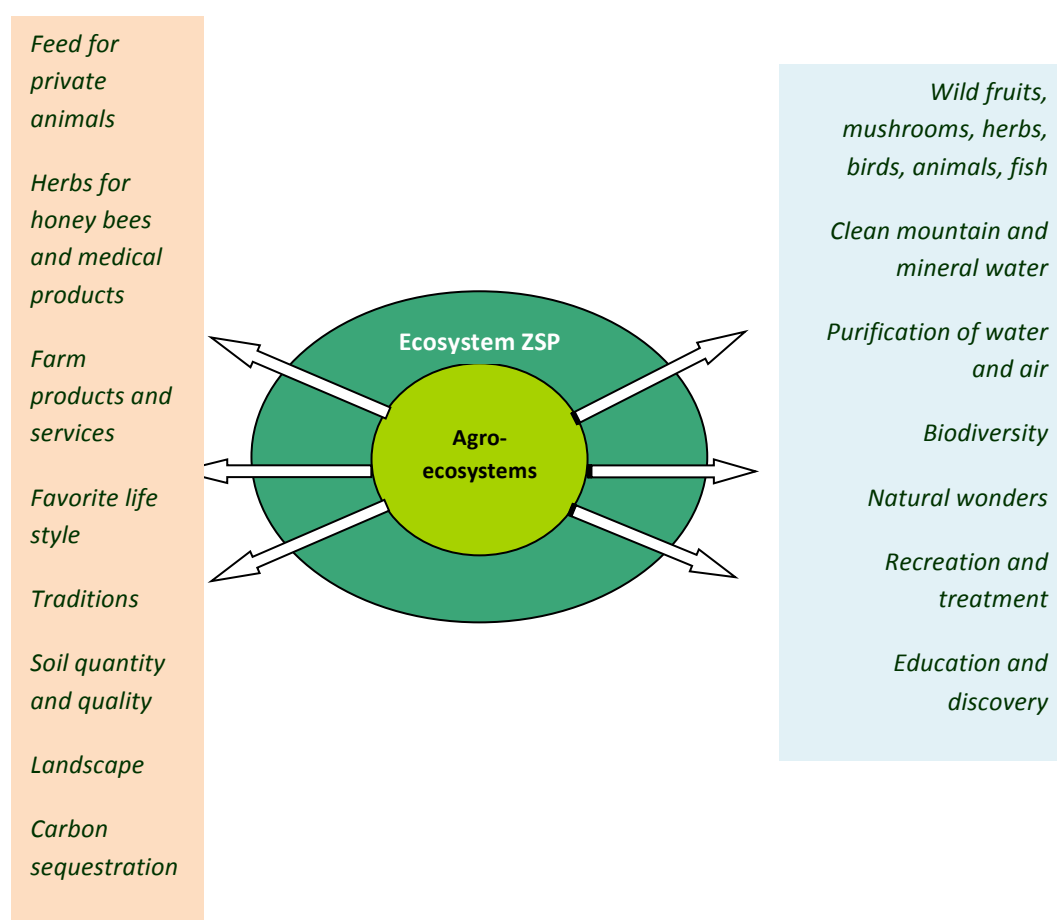 Feed for
private
animals
Herbs for
honey bees
and medical
products
Farm
products and
services
Favorite life
style
Traditions
Soil quantity
and quality
Landscape
Carbon
sequestration
Ecosystem ZSP
Agro-
ecosystems
Wild fruits,
mushrooms, herbs,
birds, animals, fish
Clean mountain and
mineral water
Purification of water
and air
Biodiversity
Natural wonders
Recreation and
treatment
Education and
discovery